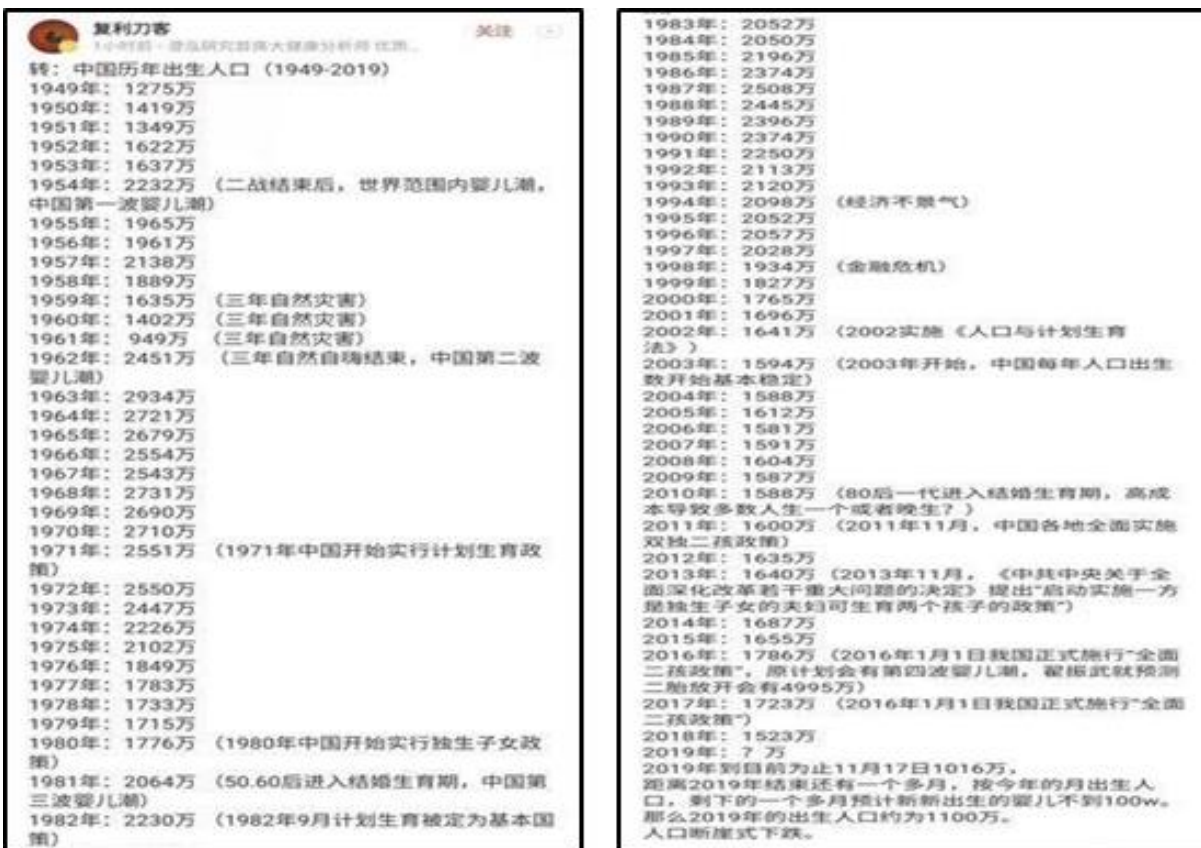 复利刀客
关注
1小时前·
转：中国历年出生人口（1949-2019）
1949年：1275万
1950年：1419万
1951年：1349万
1952年：1622万
1953年：1637万
1954年：2232万（二战结束后，世界范围内婴儿潮，
中国第一波婴儿潮）
1955年：1965万
1956年：1961万
1957年：2138万
1958年：1889万
1959年：1635万（三年自然灾害）
1960年：1402万（三年自然灾害）
1961年：949万（三年自然灾害）
1962年：2451万（三年自然自嗨结束，中国第二波
婴儿潮）
1963年：2934万
1964年：2721万
1965年：2679万
1966年：2554万
1967年：2543万
1968年：2731万
1969年：2690万
1970年：2710万
1971年：2551万（1971年中国开始实行计划生育政
策）
1972年：2550万
1973年：2447万
1974年：2226万
1975年：2102万
1976年：1849万
1977年：1783万
1978年：1733万
1979年：1715万
1980年：1776万（1980年中国开始实行独生子女政
策）
1981年：2064万（50.60后进入结婚生育期，中国第
三波婴儿潮）
1982年：2230万（1982年9月计划生育被定为基本国
策）
1983年：2052万
1984年：2050万
1985年：2196万
1986年：2374万
1987年：2508万
1988年：2445万
1989年：2396万
1990年：2374万
1991年：2250万
1992年：2113万
1993年：2120万
1994年：2098万（经济不景气）
1995年：2052万
1996年：2057万
1997年：2028万
1998年：1934万（金融危机）
1999年：1827万
2000年：1765万
2001年：1696万
2002年：1641万（2002实施《人口与计划生育
法》）
2003年：1594万（2003年开始，中国每年人口出生
数开始基本稳定）
2004年：1588万
2005年：1612万
2006年：1581万
2007年：1591万
2008年：1604万
2009年：1587万
2010年：1588万（80后一代进入结婚生育期，高成
本导致多数人生一个或者晚生？）
2011年：1600万（2011年11月，中国各地全面实施
双独二孩政策）
2012年：1635万
2013年：1640万（2013年11月，《中共中央关于全
面深化改革若干重大问题的决定》提出“启动实施一方
是独生子女的夫妇可生育两个孩子的政策”）
2014年：1687万
2015年：1655万
2016年：1786万（2016年1月1日我国正式施行“全面
二孩政策”，原计划会有第四波婴儿潮，翟振武就预测
二胎放开会有4995万）
2017年：1723万（2016年1月1日我国正式施行“全面
二孩政策”）
2018年：1523万
2019年：？万
2019年到目前为止11月17日1016万，
距离2019年结束还有一个多月，按今年的月出生人
口，剩下的一个多月预计新新出生的婴儿不到100w。
那么2019年的出生人口约为1100万。
人口断崖式下跌。